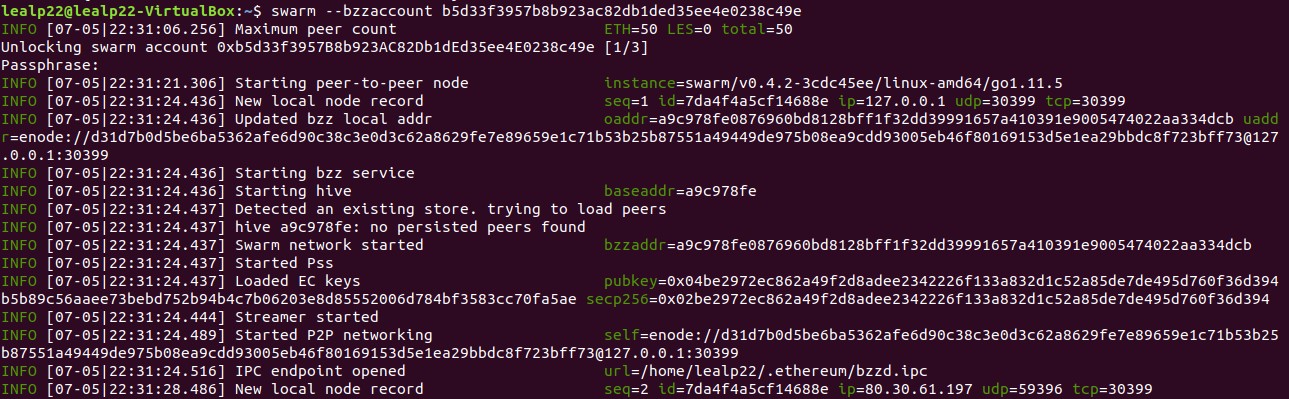 lealp22@lealp22-VirtualBox:~$ swarm --bzzaccount b5d33f3957b8b923ac82db1ded35ee4e0238c49e
INFO [07-05|22:31:06.256] Maximum peer count ETH=50 LES=0 total=50
Unlocking swarm account 0xb5d33f3957B8b923AC82Db1dEd35ee4E0238c49e [1/3]
Passphrase:
INFO [07-05|22:31:21.306] Starting peer-to-peer node instance=swarm/v0.4.2-3cdc45ee/linux-amd64/go1.11.5
INFO [07-05|22:31:24.436] New local node record seq=1 id=7da4f4a5cf14688e ip=127.0.0.1 udp=30399 tcp=30399
INFO [07-05|22:31:24.436] Updated bzz local addr oaddr=a9c978fe0876960bd8128bff1f32dd39991657a410391e9005474022aa334dcb uadd
r=enode://d31d7b0d5be6ba5362afe6d90c38c3e0d3c62a8629fe7e89659e1c71b53b25b87551a49449de975b08ea9cdd93005eb46f80169153d5e1ea29bbdc8f723bff73@127
.0.0.1:30399
INFO [07-05|22:31:24.436] Starting bzz service
INFO [07-05|22:31:24.436] Starting hive baseaddr=a9c978fe
INFO [07-05|22:31:24.437] Detected an existing store. trying to load peers
INFO [07-05|22:31:24.437] hive a9c978fe: no persisted peers found
INFO [07-05|22:31:24.437] Swarm network started bzzaddr=a9c978fe0876960bd8128bff1f32dd39991657a410391e9005474022aa334dcb
INFO [07-05|22:31:24.437] Started Pss
INFO [07-05|22:31:24.437] Loaded EC keys pubkey=0x04be2972ec862a49f2d8adee2342226f133a832d1c52a85de7de495d760f36d394
b5b89c56aaee73bebd752b94b4c7b06203e8d85552006d784bf3583cc70fa5ae secp256=0x02be2972ec862a49f2d8adee2342226f133a832d1c52a85de7de495d760f36d394
INFO [07-05|22:31:24.444] Streamer started
INFO [07-05|22:31:24.489] Started P2P networking self=enode://d31d7b0d5be6ba5362afe6d90c38c3e0d3c62a8629fe7e89659e1c71b53b25
b87551a49449de975b08ea9cdd93005eb46f80169153d5e1ea29bbdc8f723bff73@127.0.0.1:30399
INFO [07-05|22:31:24.516] IPC endpoint opened url=/home/lealp22/.ethereum/bzzd.ipc
INFO [07-05|22:31:28.486] New local node record seq=2 id=7da4f4a5cf14688e ip=80.30.61.197 udp=59396 tcp=30399